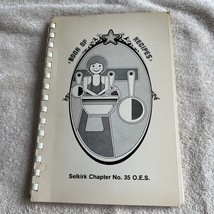 BOOK OF RECIPES
Selkirk Chapter No. 35 O.E.S.